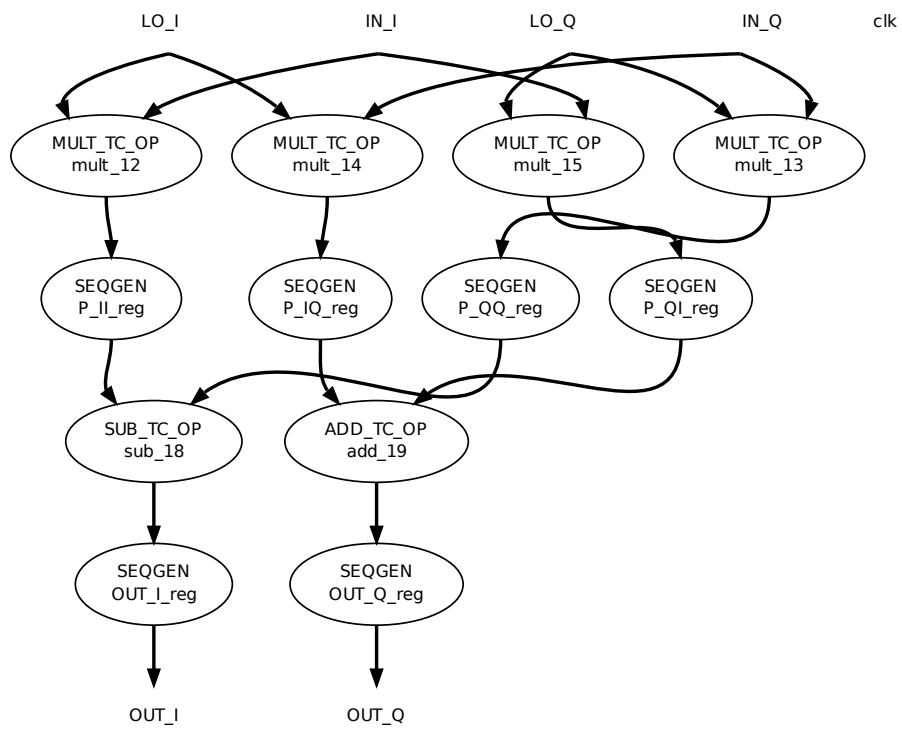 LO_I IN_I LO_Q IN_Q clk
MULT_TC_OP MULT_TC_OP MULT_TC_OP MULT_TC_OP
mult_12 mult_14 mult_15 mult_13
SEQGEN SEQGEN SEQGEN SEQGEN
P_II_reg P_IQ_reg P_QQ_reg P_QI_reg
SUB_TC_OP ADD_TC_OP
sub_18 add_19
SEQGEN SEQGEN
OUT_I_reg OUT_Q_reg
OUT_I OUT_Q